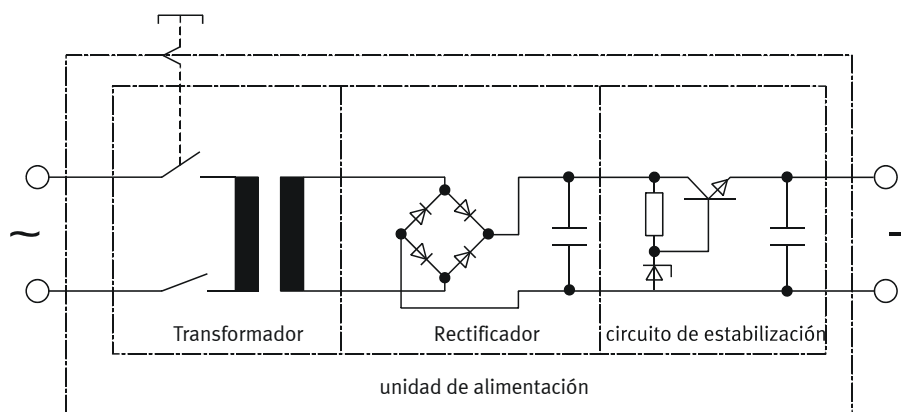 ~
-
Transformador
Rectificador
circuito de estabilización
unidad de alimentación